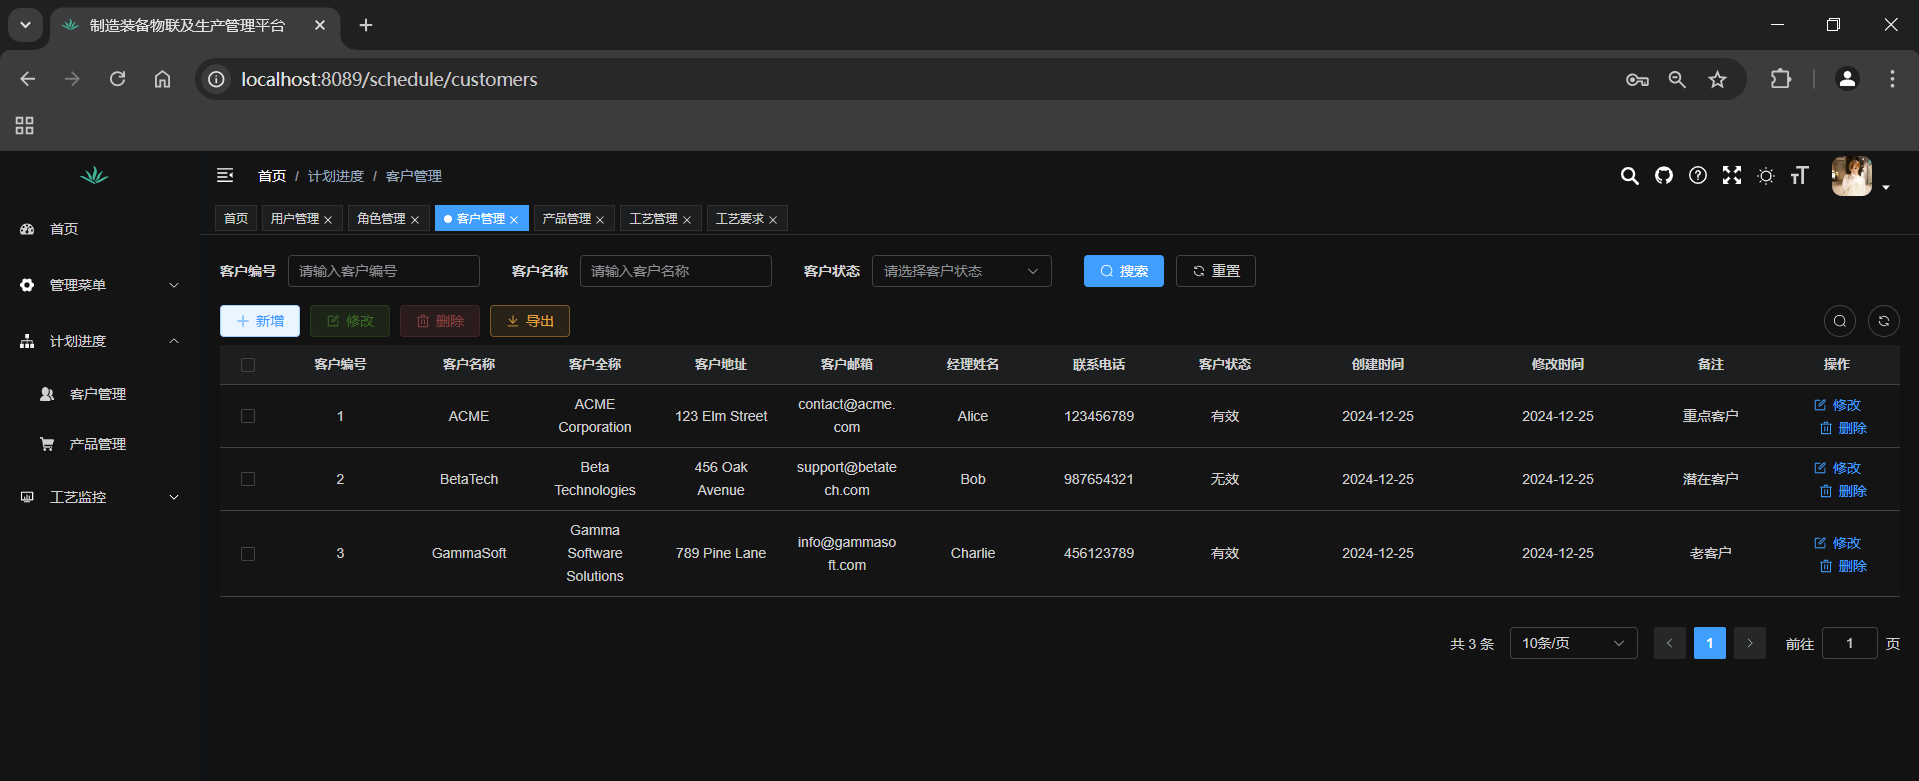 制造装备物联及生产管理平台
localhost:8089/schedule/customers
首页 / 计划进度 / 客户管理
首页 用户管理 角色管理 客户管理 产品管理 工艺管理 工艺要求
首页
管理菜单
计划进度
客户管理
产品管理
工艺监控
客户编号 请输入客户编号 客户名称 请输入客户名称 客户状态 请选择客户状态 搜索 重置
新增 修改 删除 导出
客户编号 客户名称 客户全称 客户地址 客户邮箱 经理姓名 联系电话 客户状态 创建时间 修改时间 备注 操作
1 ACME ACME Corporation 123 Elm Street contact@acme.com Alice 123456789 有效 2024-12-25 2024-12-25 重点客户 修改 删除
2 BetaTech Beta Technologies 456 Oak Avenue support@betatech.com Bob 987654321 无效 2024-12-25 2024-12-25 潜在客户 修改 删除
3 GammaSoft Gamma Software Solutions 789 Pine Lane info@gammasoft.com Charlie 456123789 有效 2024-12-25 2024-12-25 老客户 修改 删除
共 3 条 10条/页 1 前往 1 页